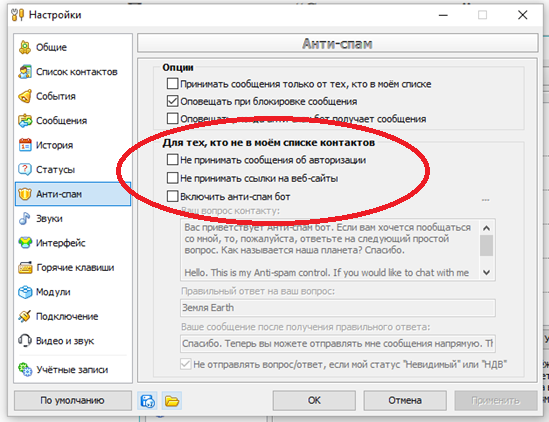 Настройки
Общие
Список контактов
События
Сообщения
История
Статусы
Анти-спам
Звуки
Интерфейс
Горячие клавиши
Модули
Подключение
Видео и звук
Учётные записи
Анти-спам
Опции
Принимать сообщения только от тех, кто в моём списке
Оповещать при блокировке сообщения
Оповещать бот получает сообщения
Для тех, кто не в моём списке контактов
Не принимать сообщения об авторизации
Не принимать ссылки на веб-сайты
Включить анти-спам бот
...
Ваш вопрос контакту:
Вас приветствует Анти-спам бот. Если вам хочется пообщаться
со мной, то, пожалуйста, ответьте на следующий простой
вопрос. Как называется наша планета? Спасибо.
Hello. This is my Anti-spam control. If you would like to chat with me
Правильный ответ на ваш вопрос:
Земля Earth
Ваше сообщение после получения правильного ответа:
Спасибо. Теперь вы можете отправлять мне сообщения напрямую. Th
Не отправлять вопрос/ответ, если мой статус "Невидимый" или "НДВ"
По умолчанию
OK
Отмена
Применить